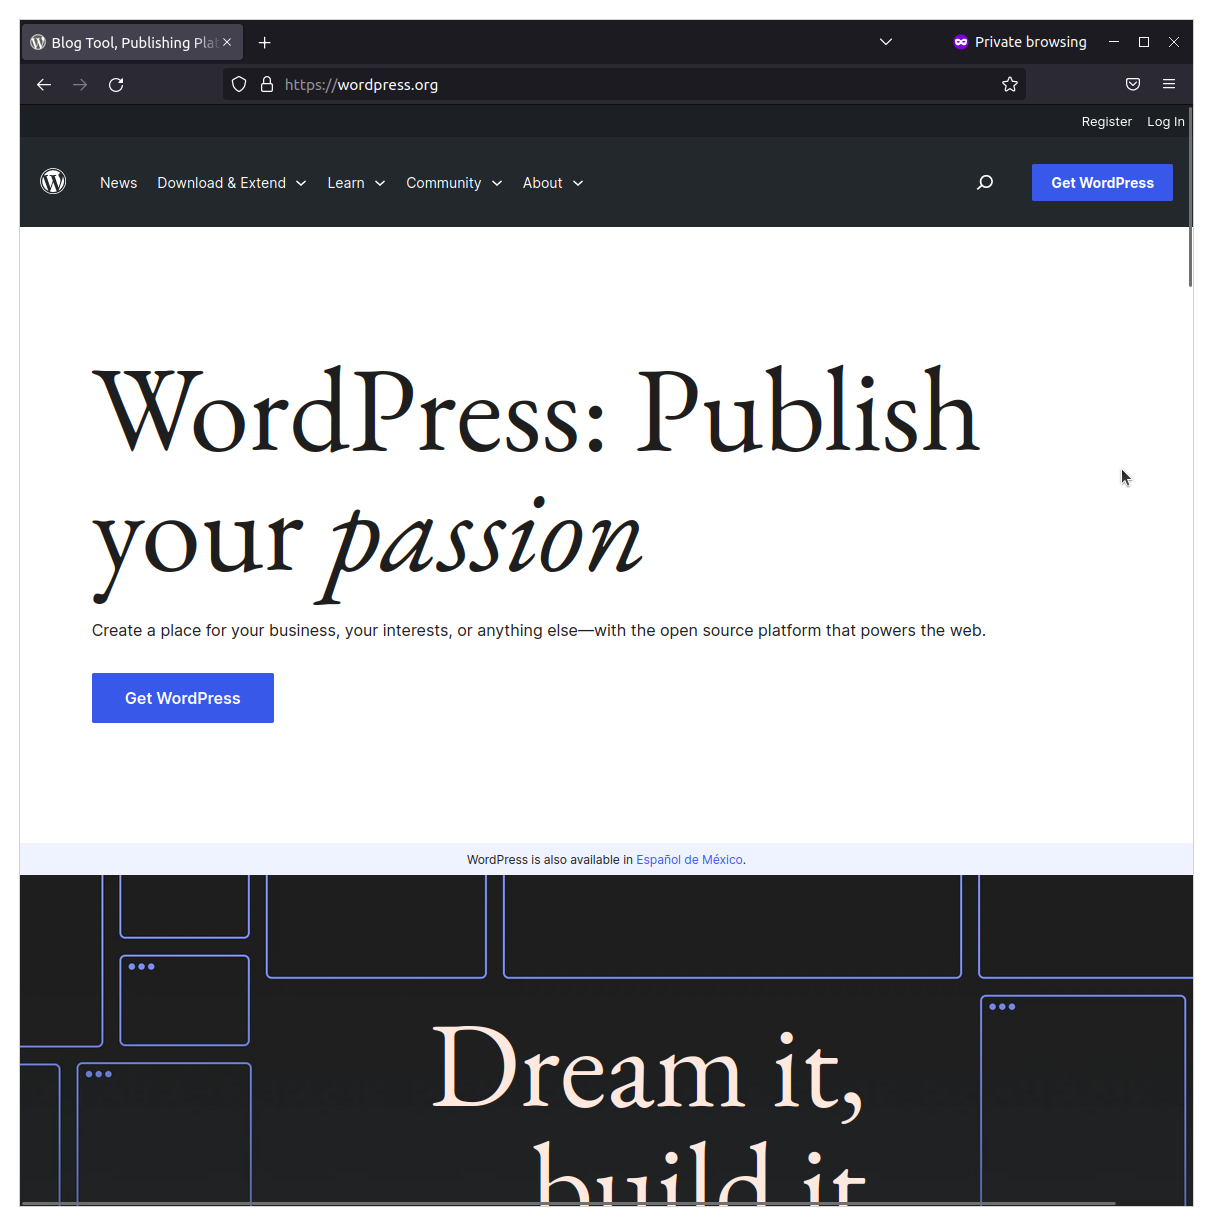 Blog Tool, Publishing Plat
Private browsing
https://wordpress.org
Register Log In
News Download & Extend Learn Community About Get WordPress
WordPress: Publish
your passion
Create a place for your business, your interests, or anything else—with the open source platform that powers the web.
Get WordPress
WordPress is also available in Español de México.
Dream it,
build it